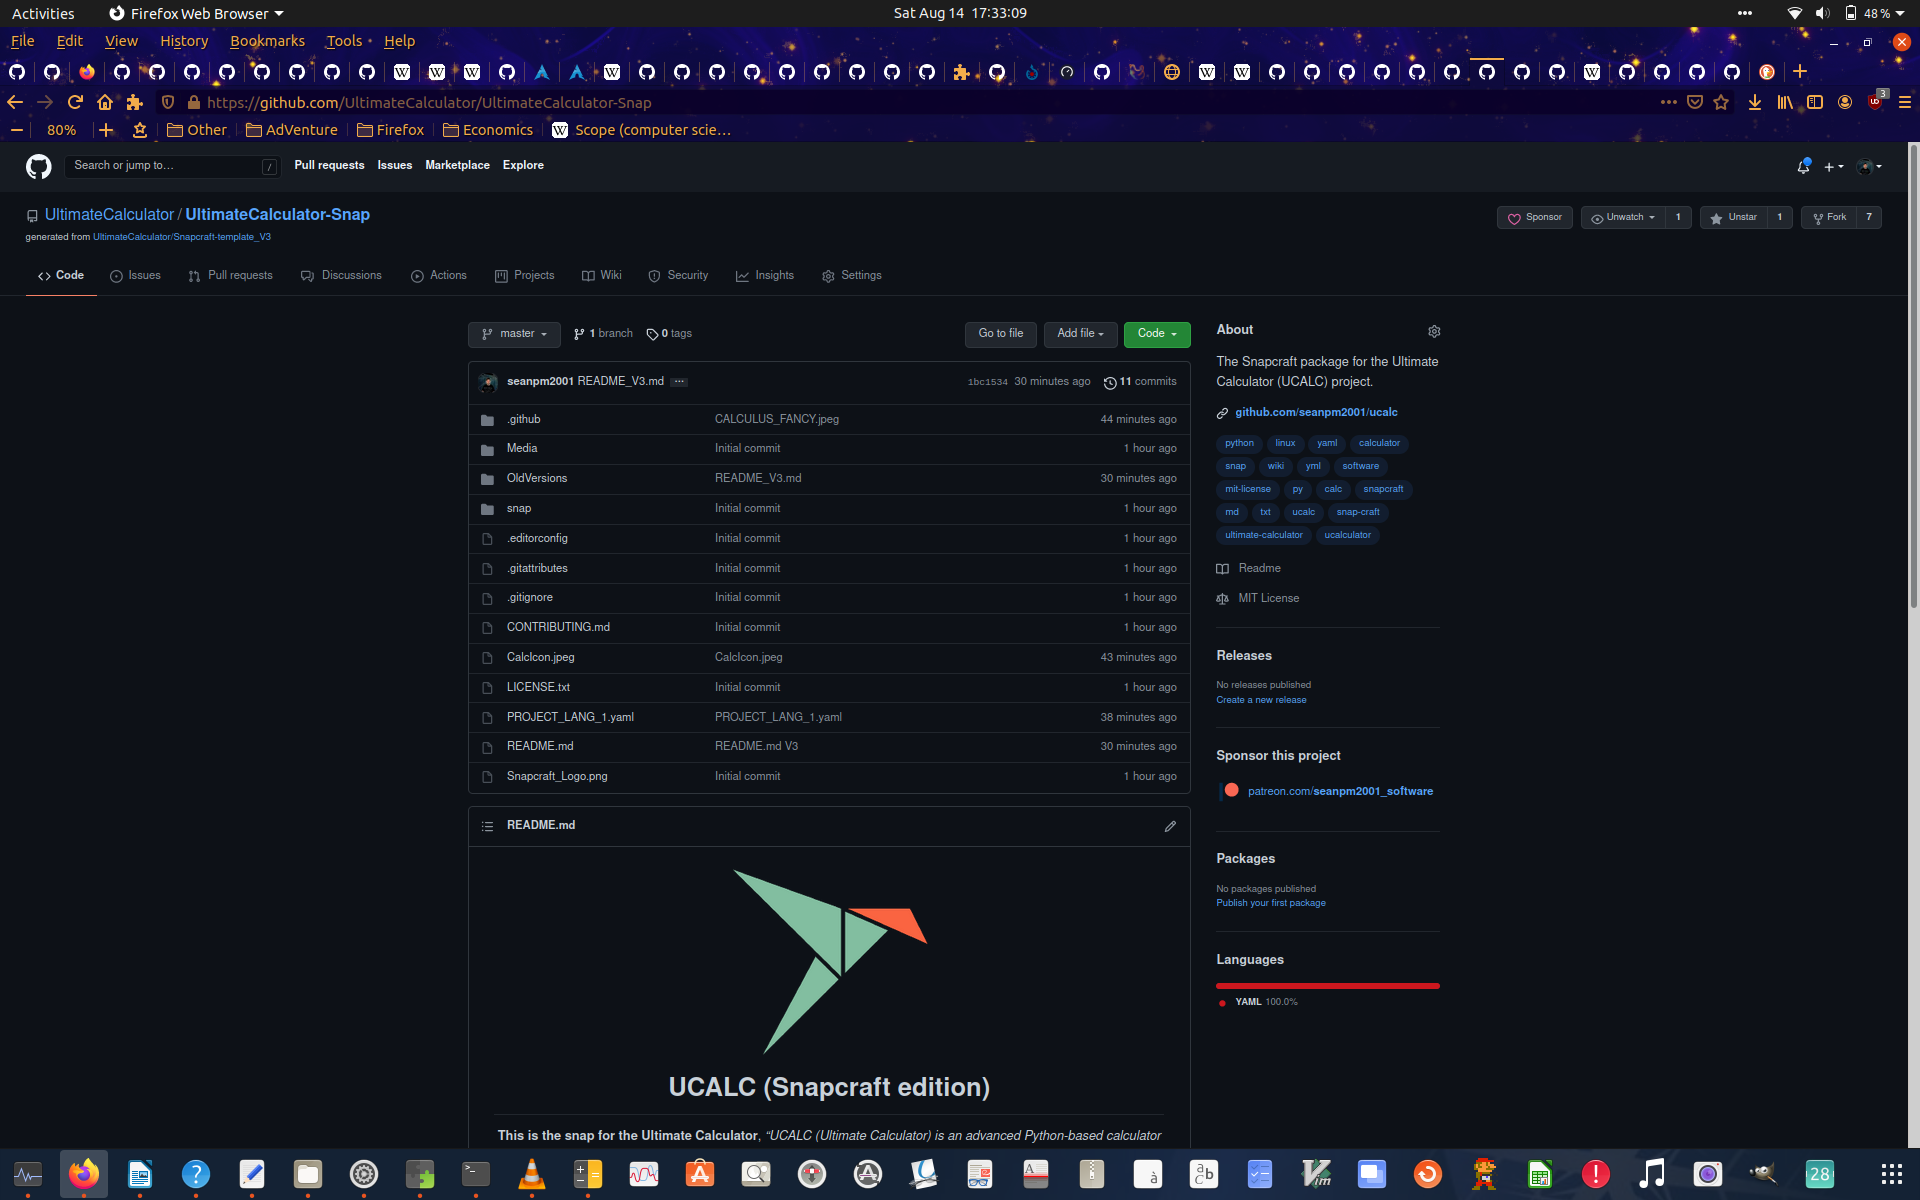 Activities Firefox Web Browser Sat Aug 14 17:33:09 48 %
File Edit View History Bookmarks Tools Help
https://github.com/UltimateCalculator/UltimateCalculator-Snap 3
80% Other AdVenture Firefox Economics Scope (computer scie…
Search or jump to… / Pull requests Issues Marketplace Explore
UltimateCalculator / UltimateCalculator-Snap Sponsor Unwatch 1 Unstar 1 Fork 7
generated from UltimateCalculator/Snapcraft-template_V3
Code Issues Pull requests Discussions Actions Projects Wiki Security Insights Settings
master 1 branch 0 tags Go to file Add file Code
seanpm2001 README_V3.md … 1bc1534 30 minutes ago 11 commits
.github CALCULUS_FANCY.jpeg 44 minutes ago
Media Initial commit 1 hour ago
OldVersions README_V3.md 30 minutes ago
snap Initial commit 1 hour ago
.editorconfig Initial commit 1 hour ago
.gitattributes Initial commit 1 hour ago
.gitignore Initial commit 1 hour ago
CONTRIBUTING.md Initial commit 1 hour ago
CalcIcon.jpeg CalcIcon.jpeg 43 minutes ago
LICENSE.txt Initial commit 1 hour ago
PROJECT_LANG_1.yaml PROJECT_LANG_1.yaml 38 minutes ago
README.md README.md V3 30 minutes ago
Snapcraft_Logo.png Initial commit 1 hour ago
README.md
UCALC (Snapcraft edition)
This is the snap for the Ultimate Calculator, “UCALC (Ultimate Calculator) is an advanced Python-based calculator
About
The Snapcraft package for the Ultimate
Calculator (UCALC) project.
github.com/seanpm2001/ucalc
python linux yaml calculator
snap wiki yml software
mit-license py calc snapcraft
md txt ucalc snap-craft
ultimate-calculator ucalculator
Readme
MIT License
Releases
No releases published
Create a new release
Sponsor this project
patreon.com/seanpm2001_software
Packages
No packages published
Publish your first package
Languages
YAML 100.0%
28